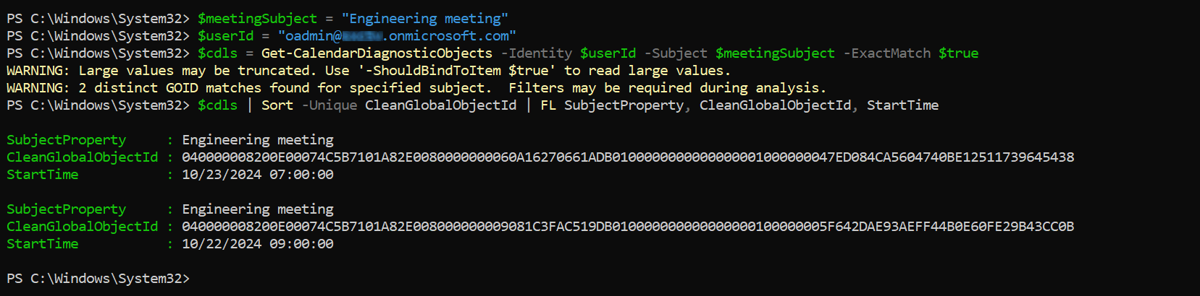 PS C:\Windows\System32> $meetingSubject = "Engineering meeting"
PS C:\Windows\System32> $userId = "oadmin@.onmicrosoft.com"
PS C:\Windows\System32> $cdls = Get-CalendarDiagnosticObjects -Identity $userId -Subject $meetingSubject -ExactMatch $true
WARNING: Large values may be truncated. Use '-ShouldBindToItem $true' to read large values.
WARNING: 2 distinct GOID matches found for specified subject.  Filters may be required during analysis.
PS C:\Windows\System32> $cdls | Sort -Unique CleanGlobalObjectId | FL SubjectProperty, CleanGlobalObjectId, StartTime
SubjectProperty     : Engineering meeting
CleanGlobalObjectId : 040000008200E00074C5B7101A82E0080000000060A16270661ADB01000000000000000010000000047ED084CA5604740BE12511739645438
StartTime           : 10/23/2024 07:00:00
SubjectProperty     : Engineering meeting
CleanGlobalObjectId : 040000008200E00074C5B7101A82E008000000009081C3FAC519DB010000000000000000100000005F642DAE93AEFF44B0E60FE29B43CC0B
StartTime           : 10/22/2024 09:00:00
PS C:\Windows\System32>